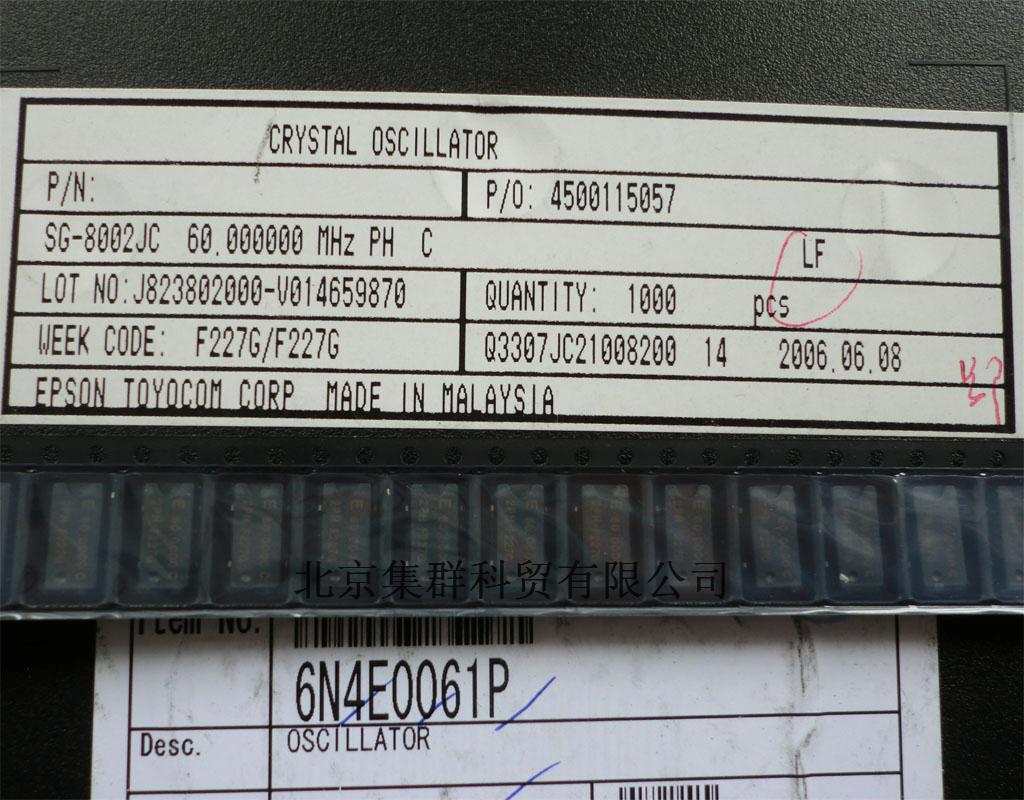 CRYSTAL OSCILLATOR
P/N:
P/O: 4500115057
SG-8002JC 60.000000 MHz PH C
LF
LOT NO:J823802000-V014659870
QUANTITY: 1000 pcs
WEEK CODE: F227G/F227G
Q3307JC21008200 14 2006.06.08
EPSON TOYOCOM CORP MADE IN MALAYSIA
北京集群科贸有限公司
Item No.
6N4E0061P
Desc.
OSCILLATOR